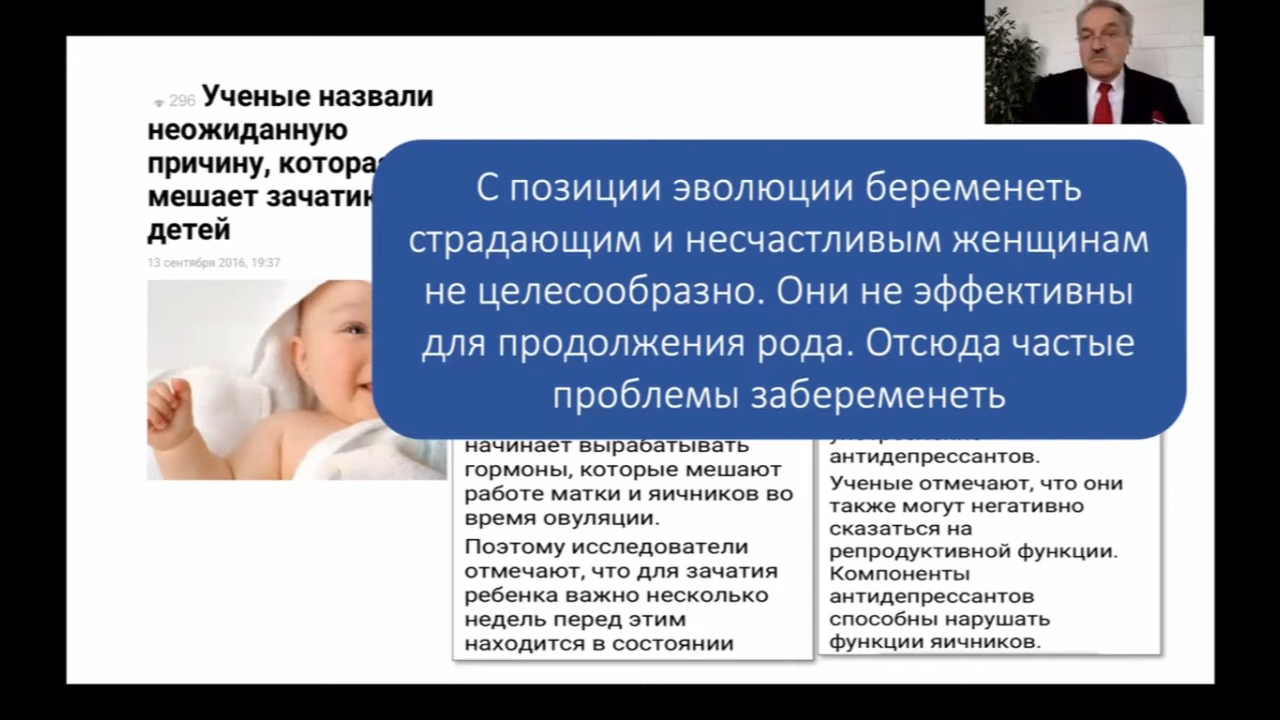 296 Ученые назвали
неожиданную
причину,
мешает
детей
13 сентября 2016, 19:37
С позиции эволюции беременеть
страдающим и несчастливым женщинам
не целесообразно. Они не эффективны
для продолжения рода. Отсюда частые
проблемы забеременеть
начинает вырабатывать
гормоны, которые мешают
работе матки и яичников во
время овуляции.
Поэтому исследователи
отмечают, что для зачатия
ребенка важно несколько
недель перед этим
находится в состоянии
антидепрессантов.
Ученые отмечают, что они
также могут негативно
сказаться на
репродуктивной функции.
Компоненты
антидепрессантов
способны нарушать
функции яичников.